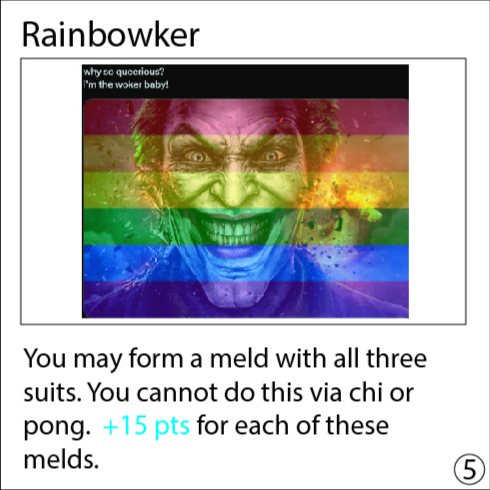 Rainbowker
why so queerious?
i'm the woker baby!
You may form a meld with all three
suits. You cannot do this via chi or
pong. +15 pts for each of these
melds.
5